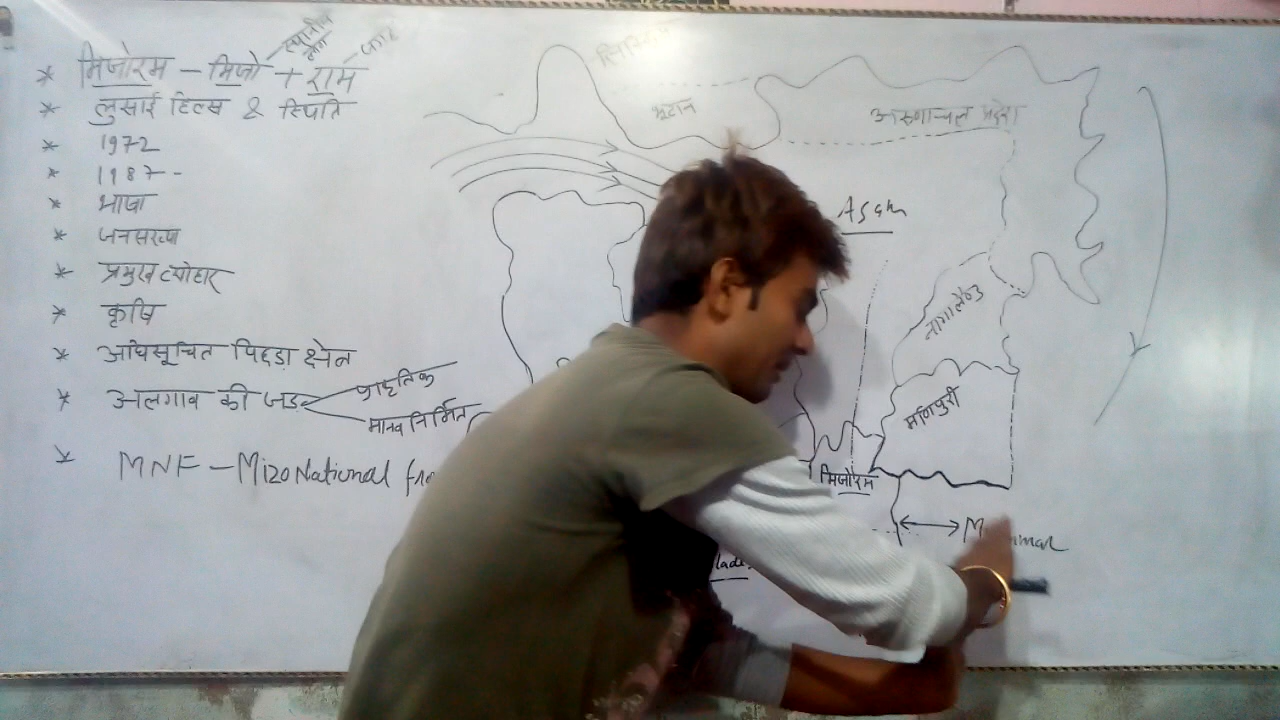 * मिजोरम - मिजो + राम
* लुसाई हिल्स & स्थिति
* 1972
* 1987 -
* भाषा
* जनसंख्या
* प्रमुख त्योहार
* कृषि
* अधिसूचित पिछड़ा क्षेत्र
* अलगाव की जड़
प्राकृतिक
मानव निर्मित
* MNF - Mizo National
भूटान
अरुणाचल प्रदेश
Asam
नागालैण्ड
मणिपुरी
मिजोरम